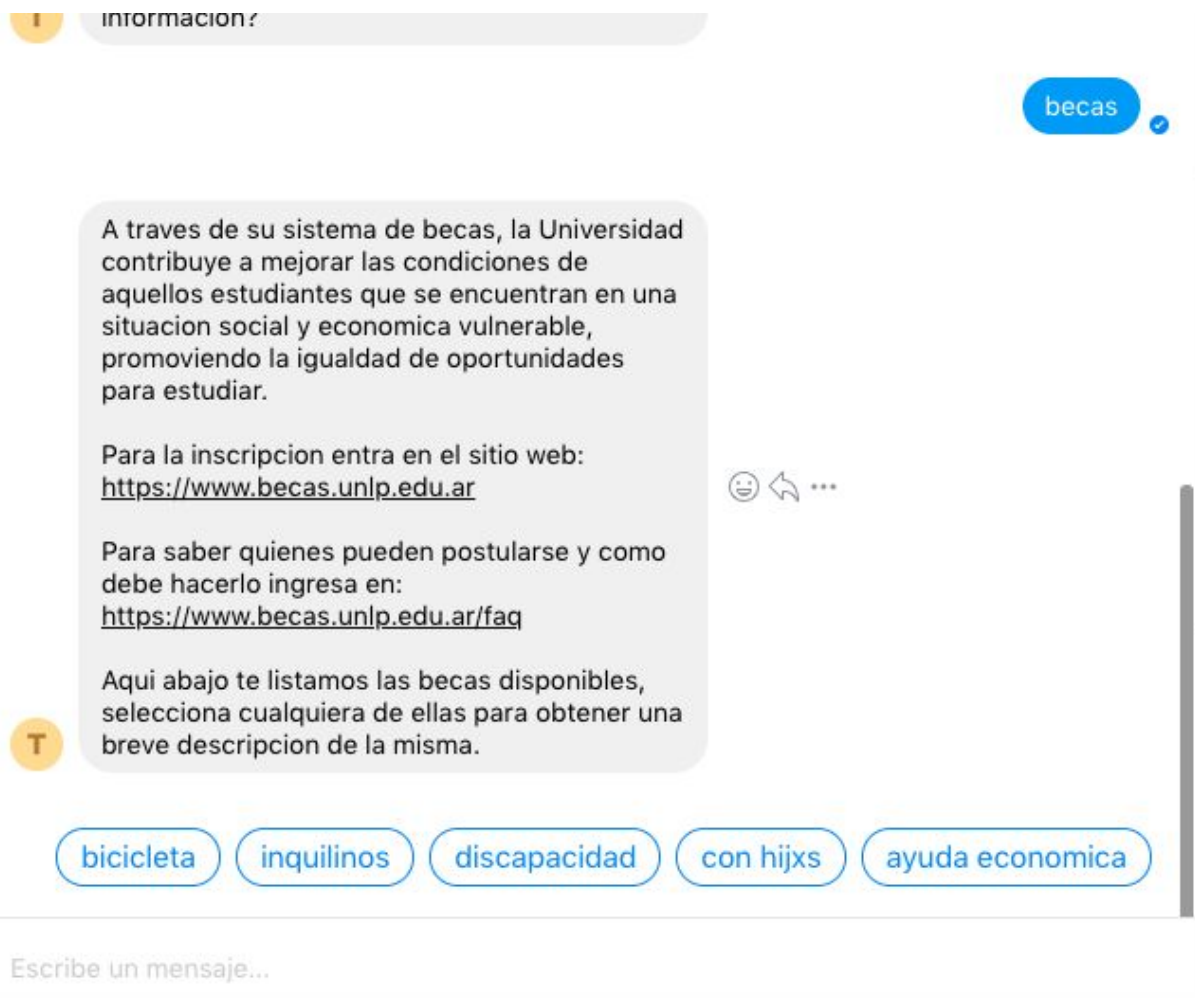 información?
becas
A traves de su sistema de becas, la Universidad
contribuye a mejorar las condiciones de
aquellos estudiantes que se encuentran en una
situacion social y economica vulnerable,
promoviendo la igualdad de oportunidades
para estudiar.
Para la inscripcion entra en el sitio web:
https://www.becas.unlp.edu.ar
Para saber quienes pueden postularse y como
debe hacerlo ingresa en:
https://www.becas.unlp.edu.ar/faq
Aqui abajo te listamos las becas disponibles,
selecciona cualquiera de ellas para obtener una
breve descripcion de la misma.
T
bicicleta inquilinos discapacidad con hijxs ayuda economica
Escribe un mensaje...